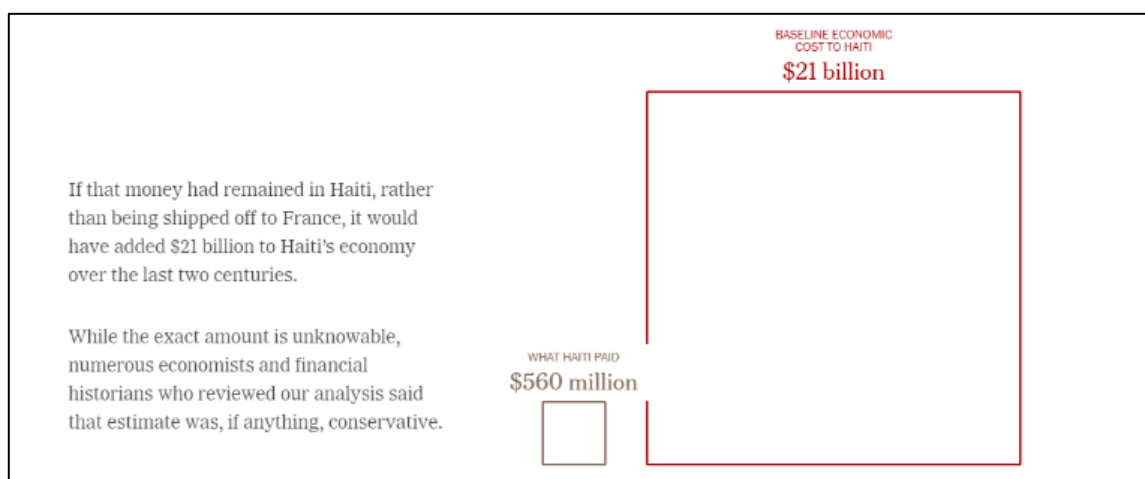 BASELINE ECONOMIC
COST TO HAITI
$21 billion
If that money had remained in Haiti, rather
than being shipped off to France, it would
have added $21 billion to Haiti’s economy
over the last two centuries.
While the exact amount is unknowable,
numerous economists and financial
historians who reviewed our analysis said
that estimate was, if anything, conservative.
WHAT HAITI PAID
$560 million